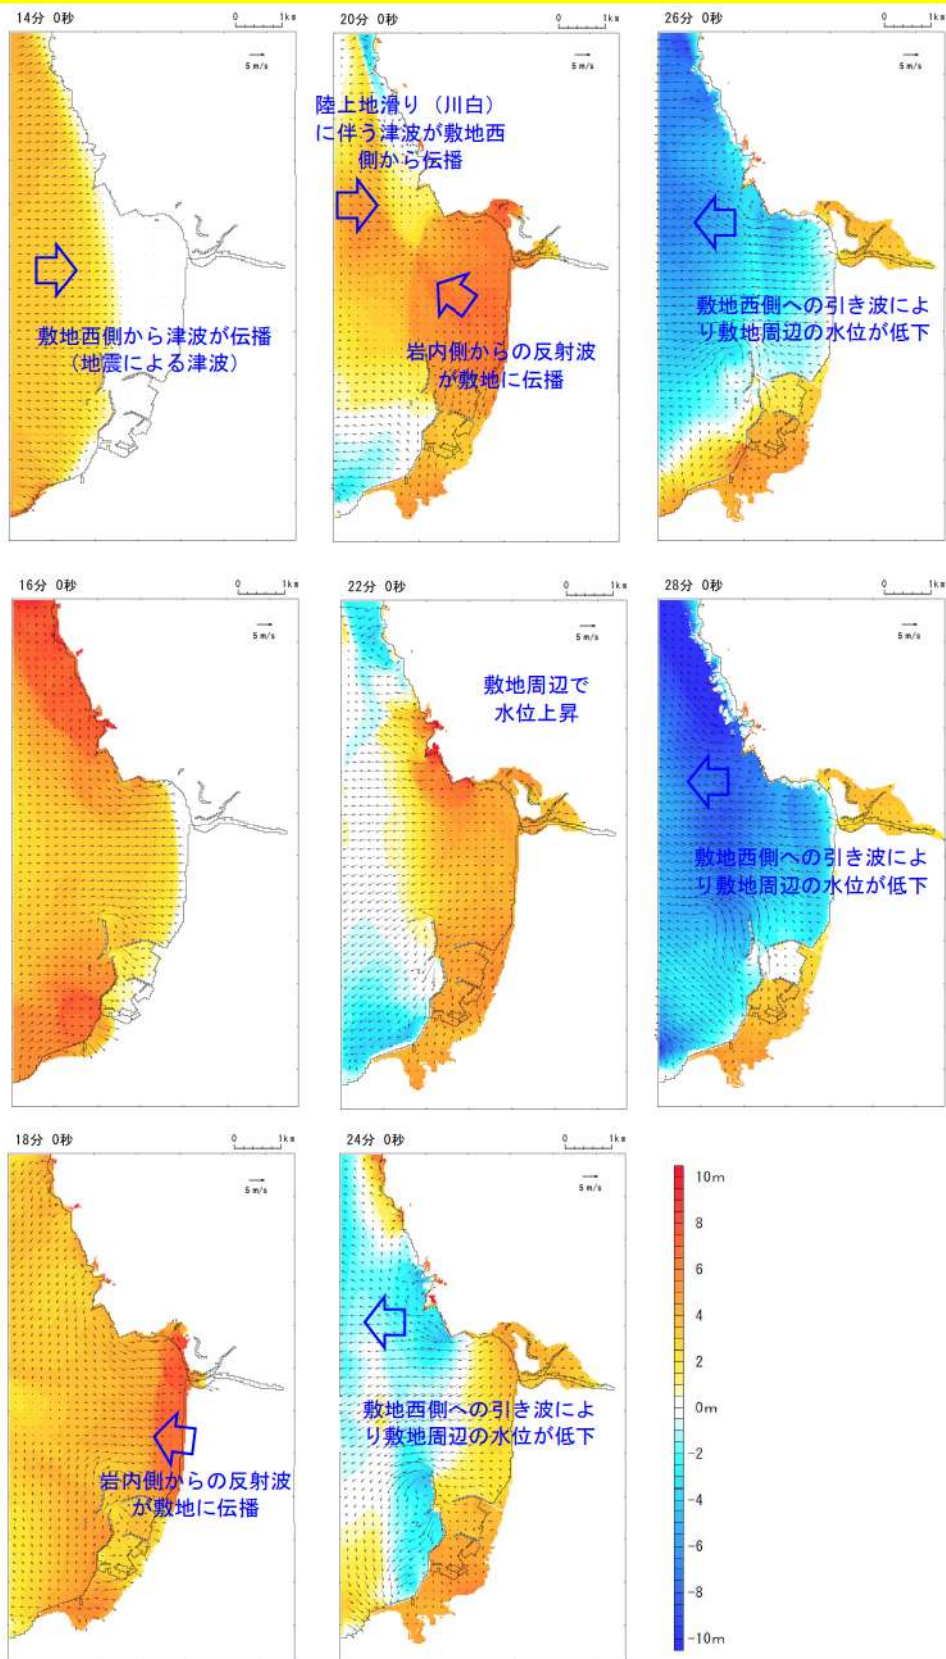 14分 0秒
0 1km
5 m/s
敷地西側から津波が伝播
(地震による津波)
16分 0秒
0 1km
5 m/s
18分 0秒
0 1km
5 m/s
岩内側からの反射波
が敷地に伝播
20分 0秒
0 1km
5 m/s
陸上地滑り（川白）
に伴う津波が敷地西
側から伝播
岩内側からの反射波
が敷地に伝播
22分 0秒
0 1km
5 m/s
敷地周辺で
水位上昇
24分 0秒
0 1km
5 m/s
敷地西側への引き波によ
り敷地周辺の水位が低下
26分 0秒
0 1km
5 m/s
敷地西側への引き波によ
り敷地周辺の水位が低下
28分 0秒
0 1km
5 m/s
敷地西側への引き波によ
り敷地周辺の水位が低下
10m
8
6
4
2
0m
-2
-4
-6
-8
-10m